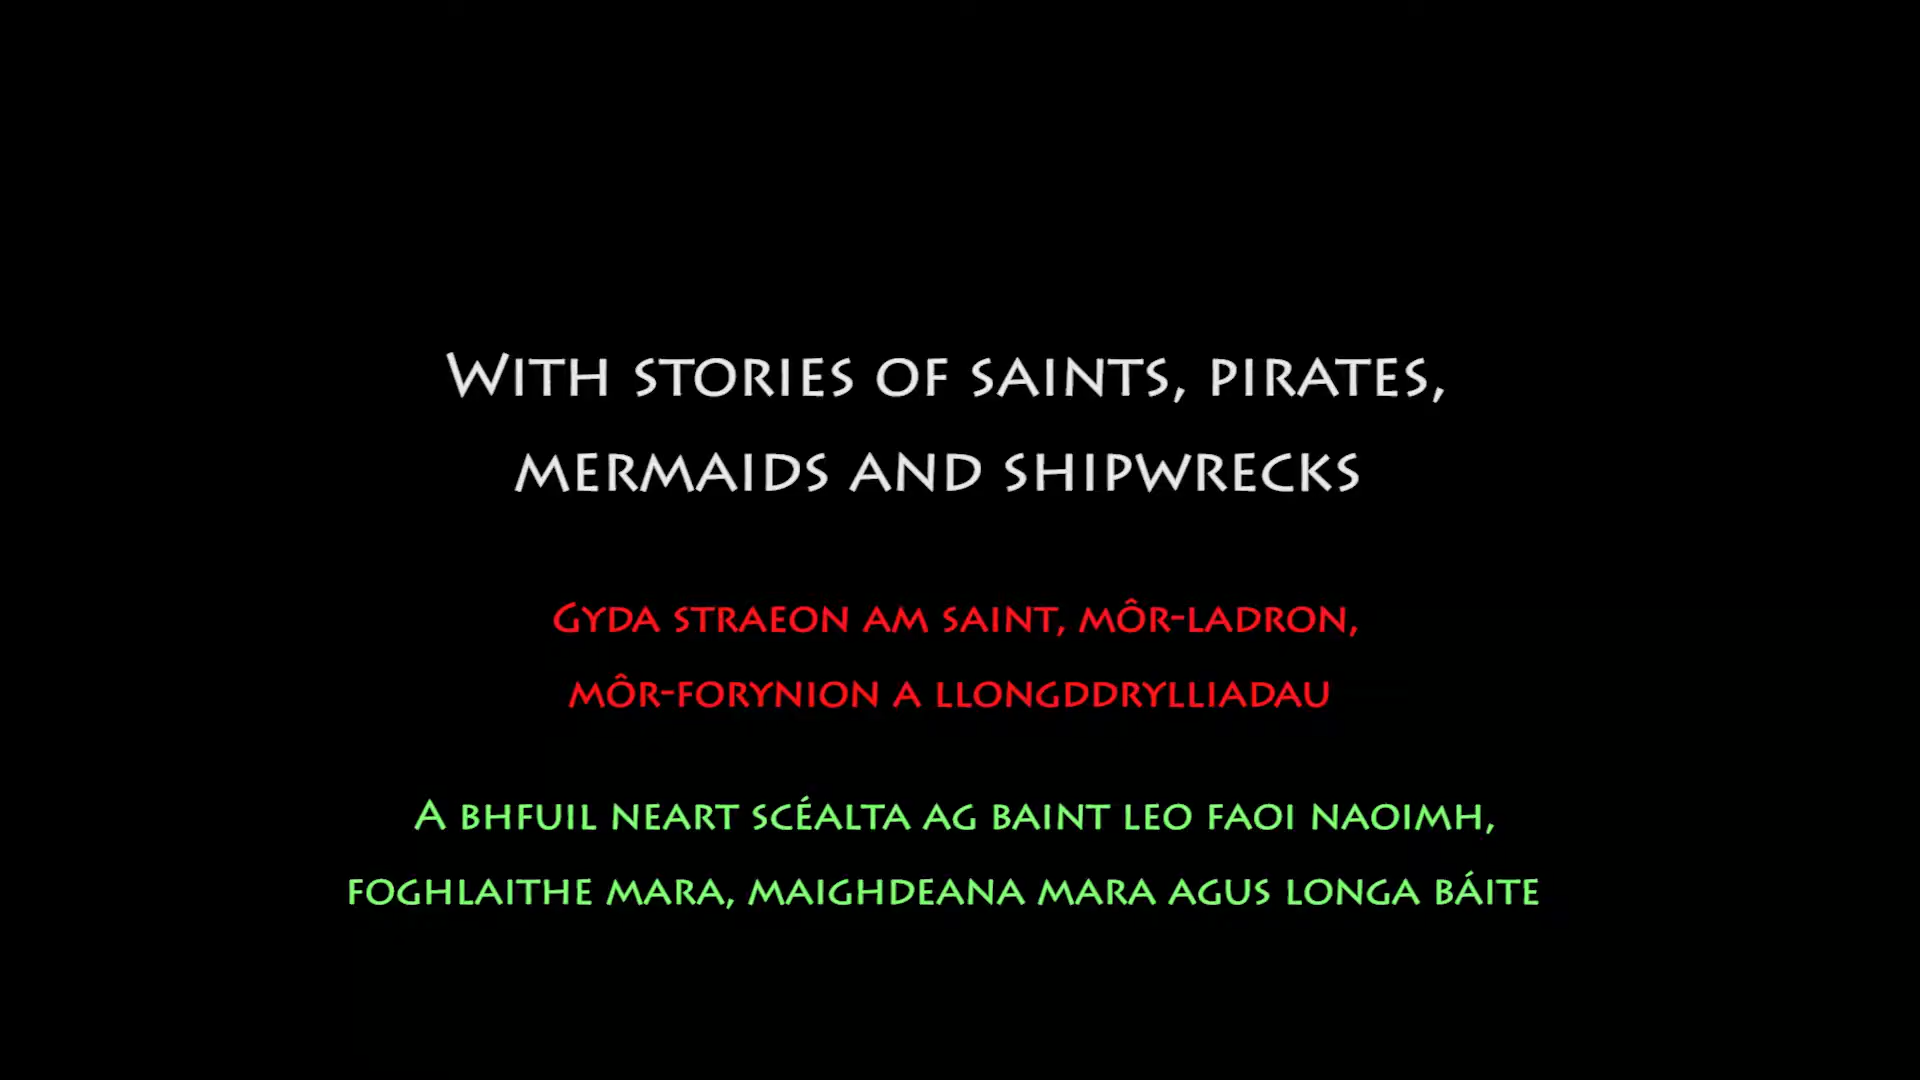 With stories of saints, pirates,
mermaids and shipwrecks
Gyda straeon am saint, môr-ladron,
môr-forynion a llongddrylliadau
A bhfuil neart scéalta ag baint leo faoi naoimh,
foghlaithe mara, maighdeana mara agus longa báite